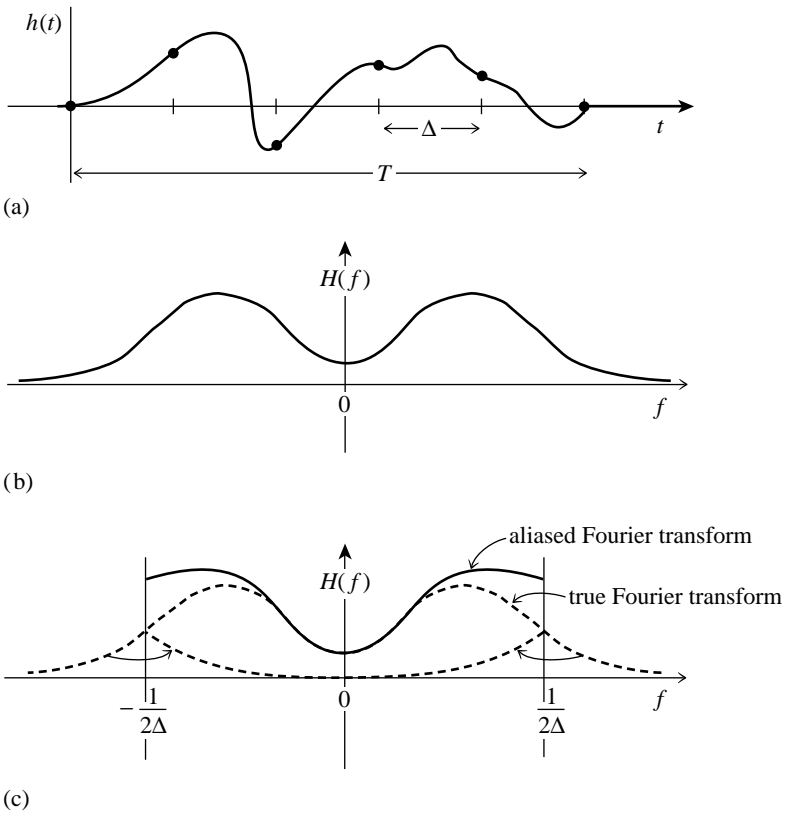 h(t)
Δ
t
T
(a)
H(f)
0
f
(b)
aliased Fourier transform
H(f)
true Fourier transform
0
f
− 1/2Δ
1/2Δ
(c)